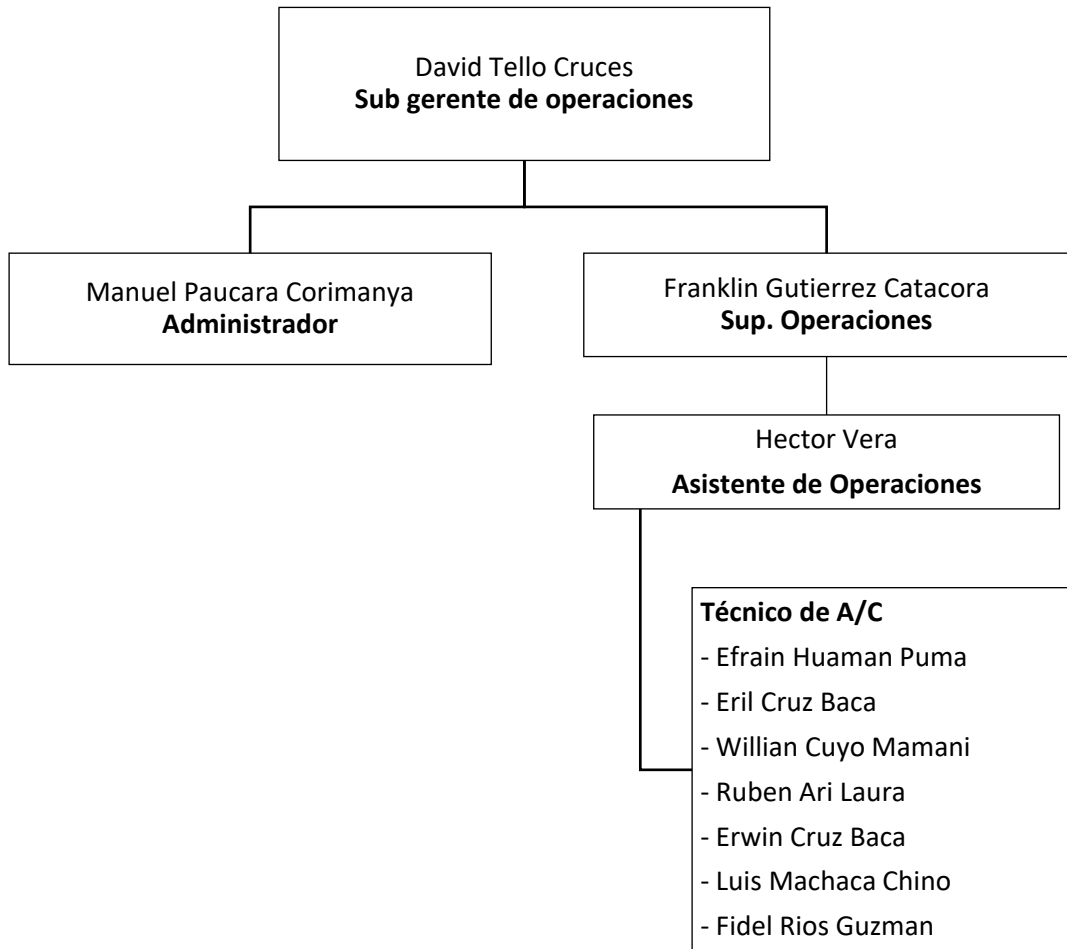 David Tello Cruces
Sub gerente de operaciones
Manuel Paucara Corimanya
Administrador
Franklin Gutierrez Catacora
Sup. Operaciones
Hector Vera
Asistente de Operaciones
Técnico de A/C
- Efrain Huaman Puma
- Eril Cruz Baca
- Willian Cuyo Mamani
- Ruben Ari Laura
- Erwin Cruz Baca
- Luis Machaca Chino
- Fidel Rios Guzman